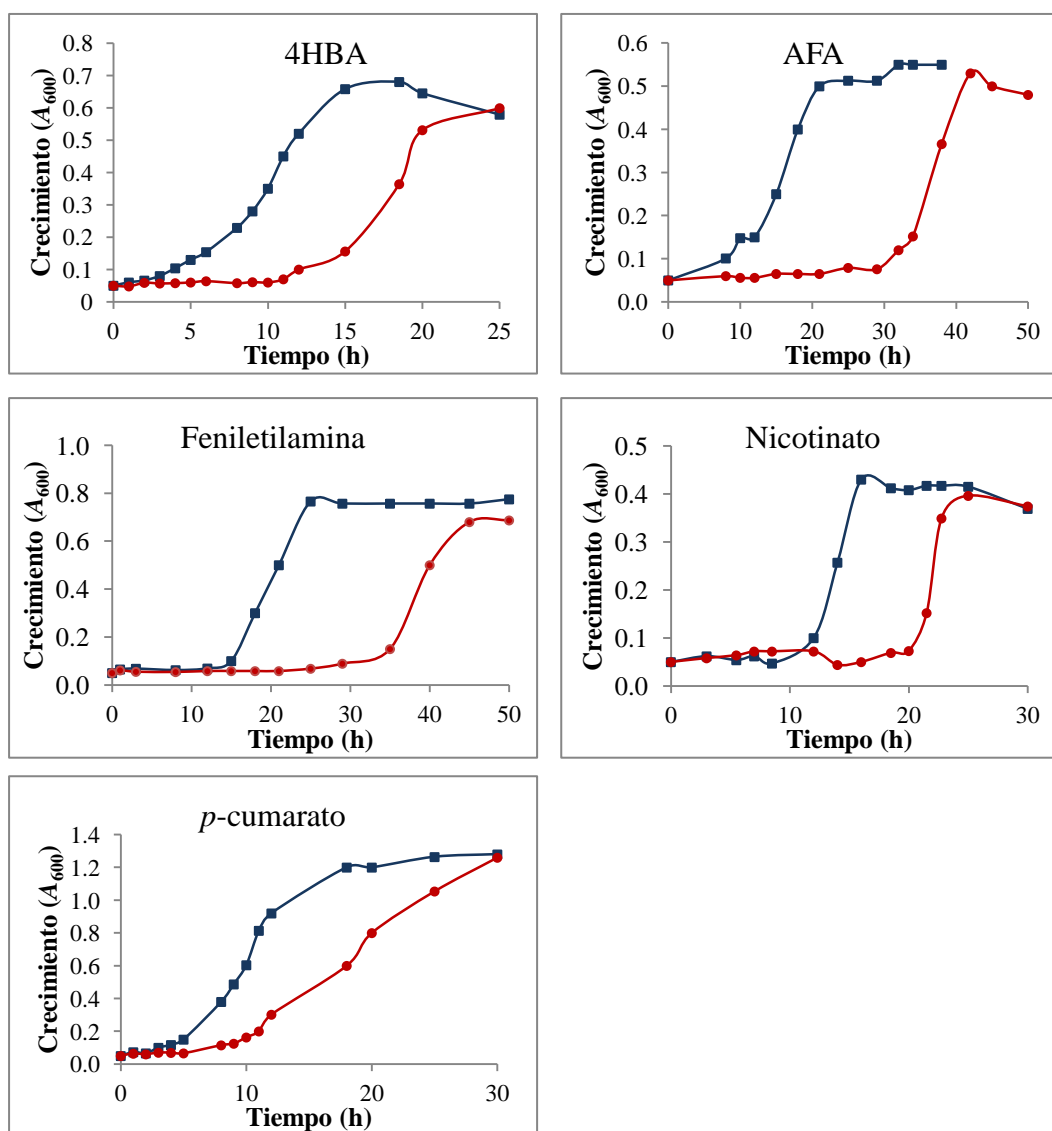 4HBA
Crecimiento (A600)
0.8
0.7
0.6
0.5
0.4
0.3
0.2
0.1
0
0 5 10 15 20 25
Tiempo (h)
AFA
Crecimiento (A600)
0.6
0.5
0.4
0.3
0.2
0.1
0.0
0 10 20 30 40 50
Tiempo (h)
Feniletilamina
Crecimiento (A600)
1.0
0.8
0.6
0.4
0.2
0.0
0 10 20 30 40 50
Tiempo (h)
Nicotinato
Crecimiento (A600)
0.5
0.4
0.3
0.2
0.1
0.0
0 10 20 30
Tiempo (h)
p-cumarato
Crecimiento (A600)
1.4
1.2
1.0
0.8
0.6
0.4
0.2
0.0
0 10 20 30
Tiempo (h)